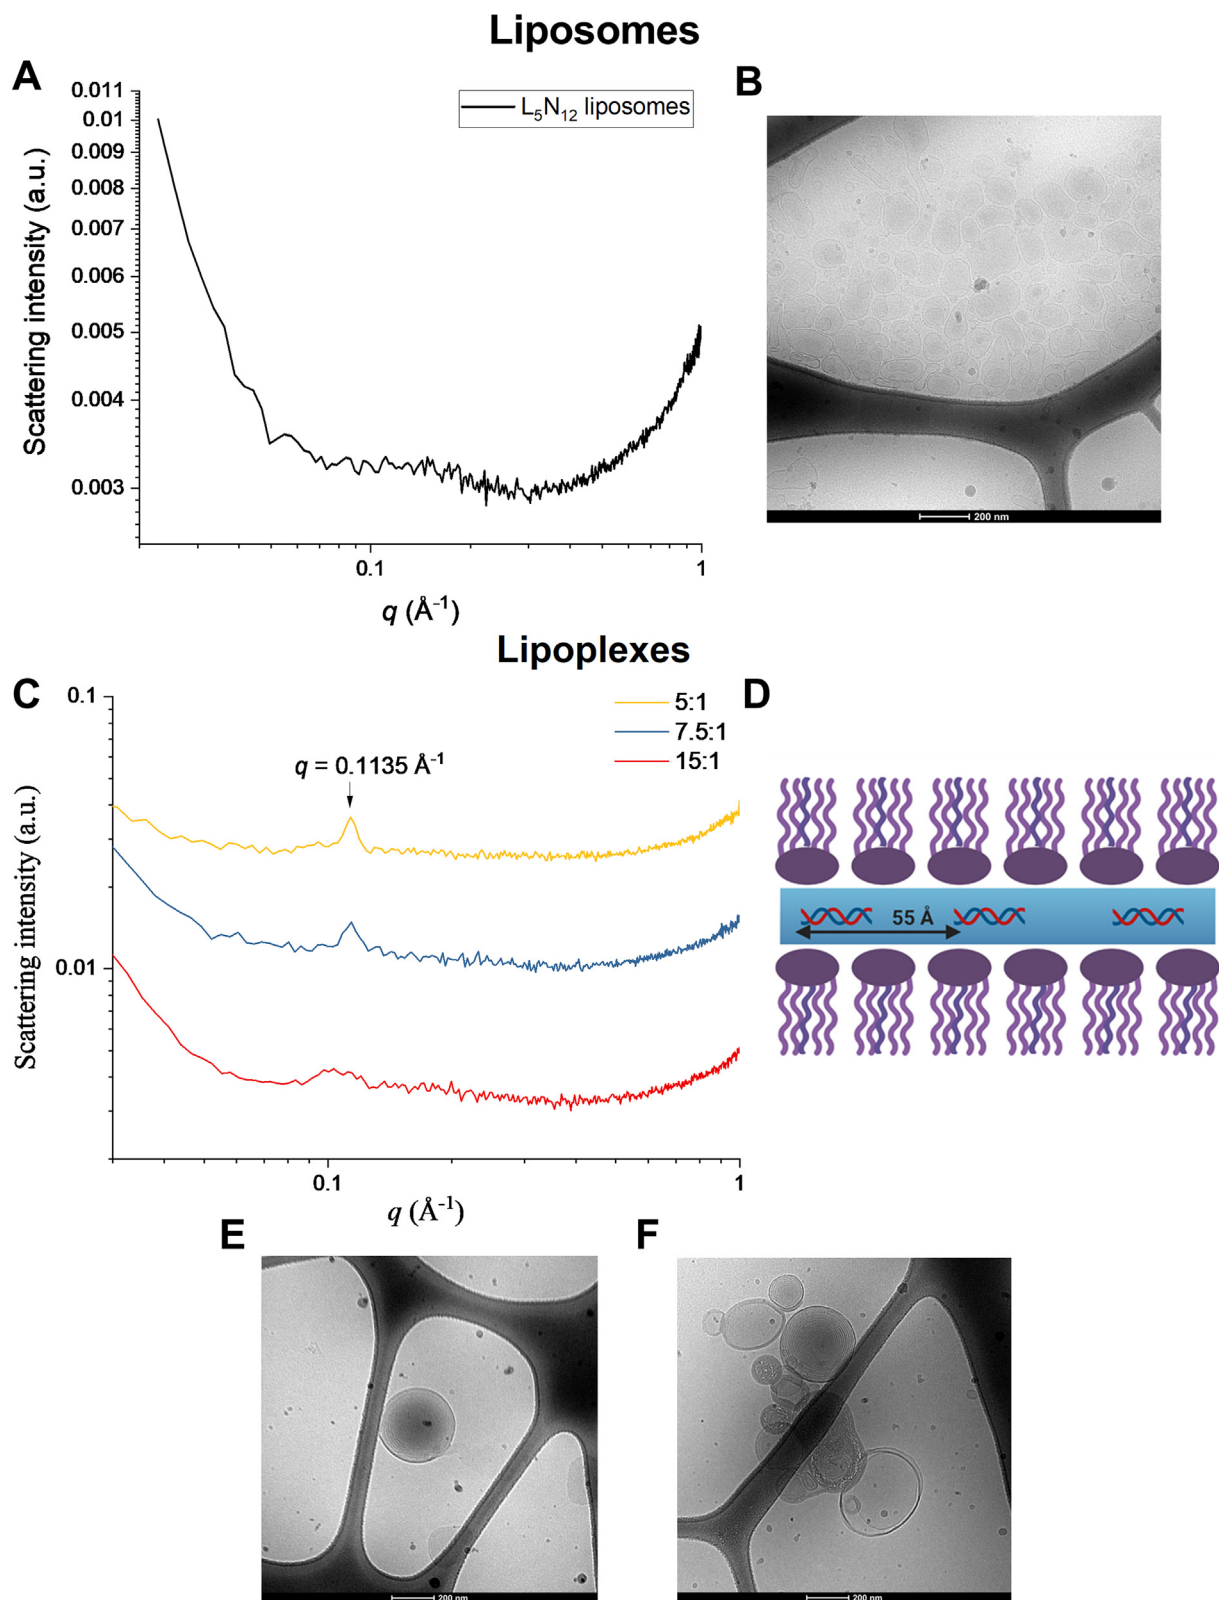 Liposomes
A
0.011
0.01
0.009
0.008
0.007
0.006
0.005
0.004
0.003
Scattering intensity (a.u.)
L₅N₁₂ liposomes
0.1
1
q (Å⁻¹)
B
200 nm
Lipoplexes
C
0.1
0.01
Scattering intensity (a.u.)
5:1
7.5:1
15:1
q = 0.1135 Å⁻¹
0.1
1
q (Å⁻¹)
D
55 Å
E
200 nm
F
200 nm